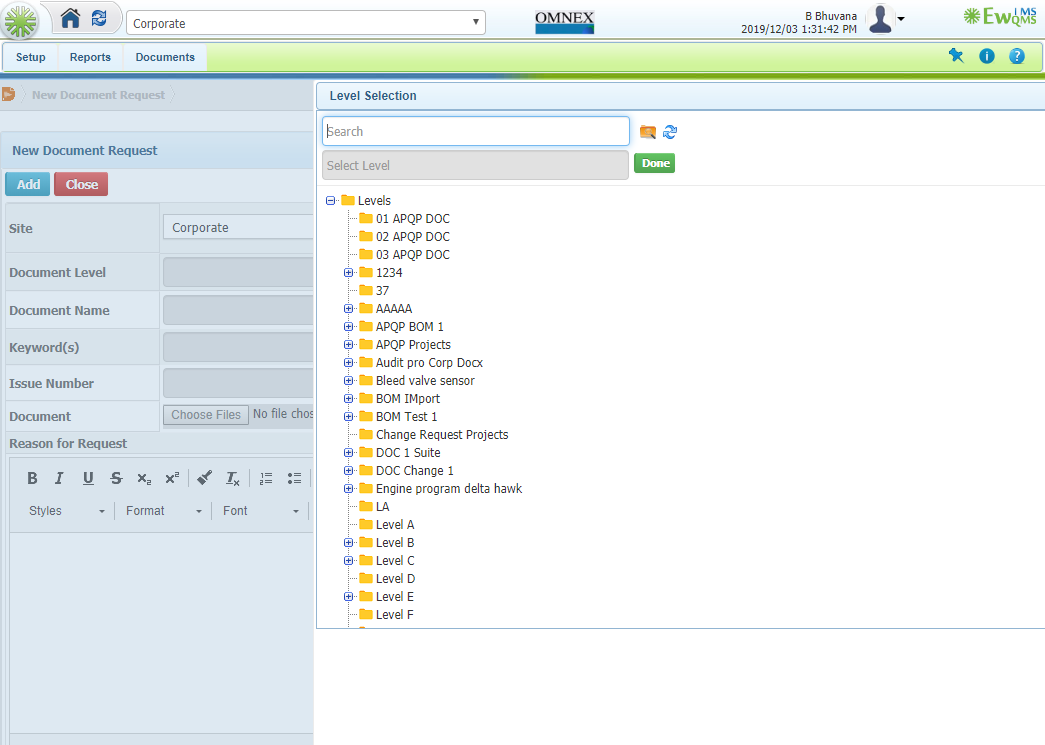 Corporate
OMNEX
B Bhuvana
2019/12/03 1:31:42 PM
EwQMS
iMS
Setup Reports Documents
New Document Request
Level Selection
Search
Select Level
Done
New Document Request
Add Close
Site
Corporate
Document Level
Document Name
Keyword(s)
Issue Number
Document
Choose Files No file chos
Reason for Request
Styles Format Font
Levels
01 APQP DOC
02 APQP DOC
03 APQP DOC
1234
37
AAAAA
APQP BOM 1
APQP Projects
Audit pro Corp Docx
Bleed valve sensor
BOM IMport
BOM Test 1
Change Request Projects
DOC 1 Suite
DOC Change 1
Engine program delta hawk
LA
Level A
Level B
Level C
Level D
Level E
Level F